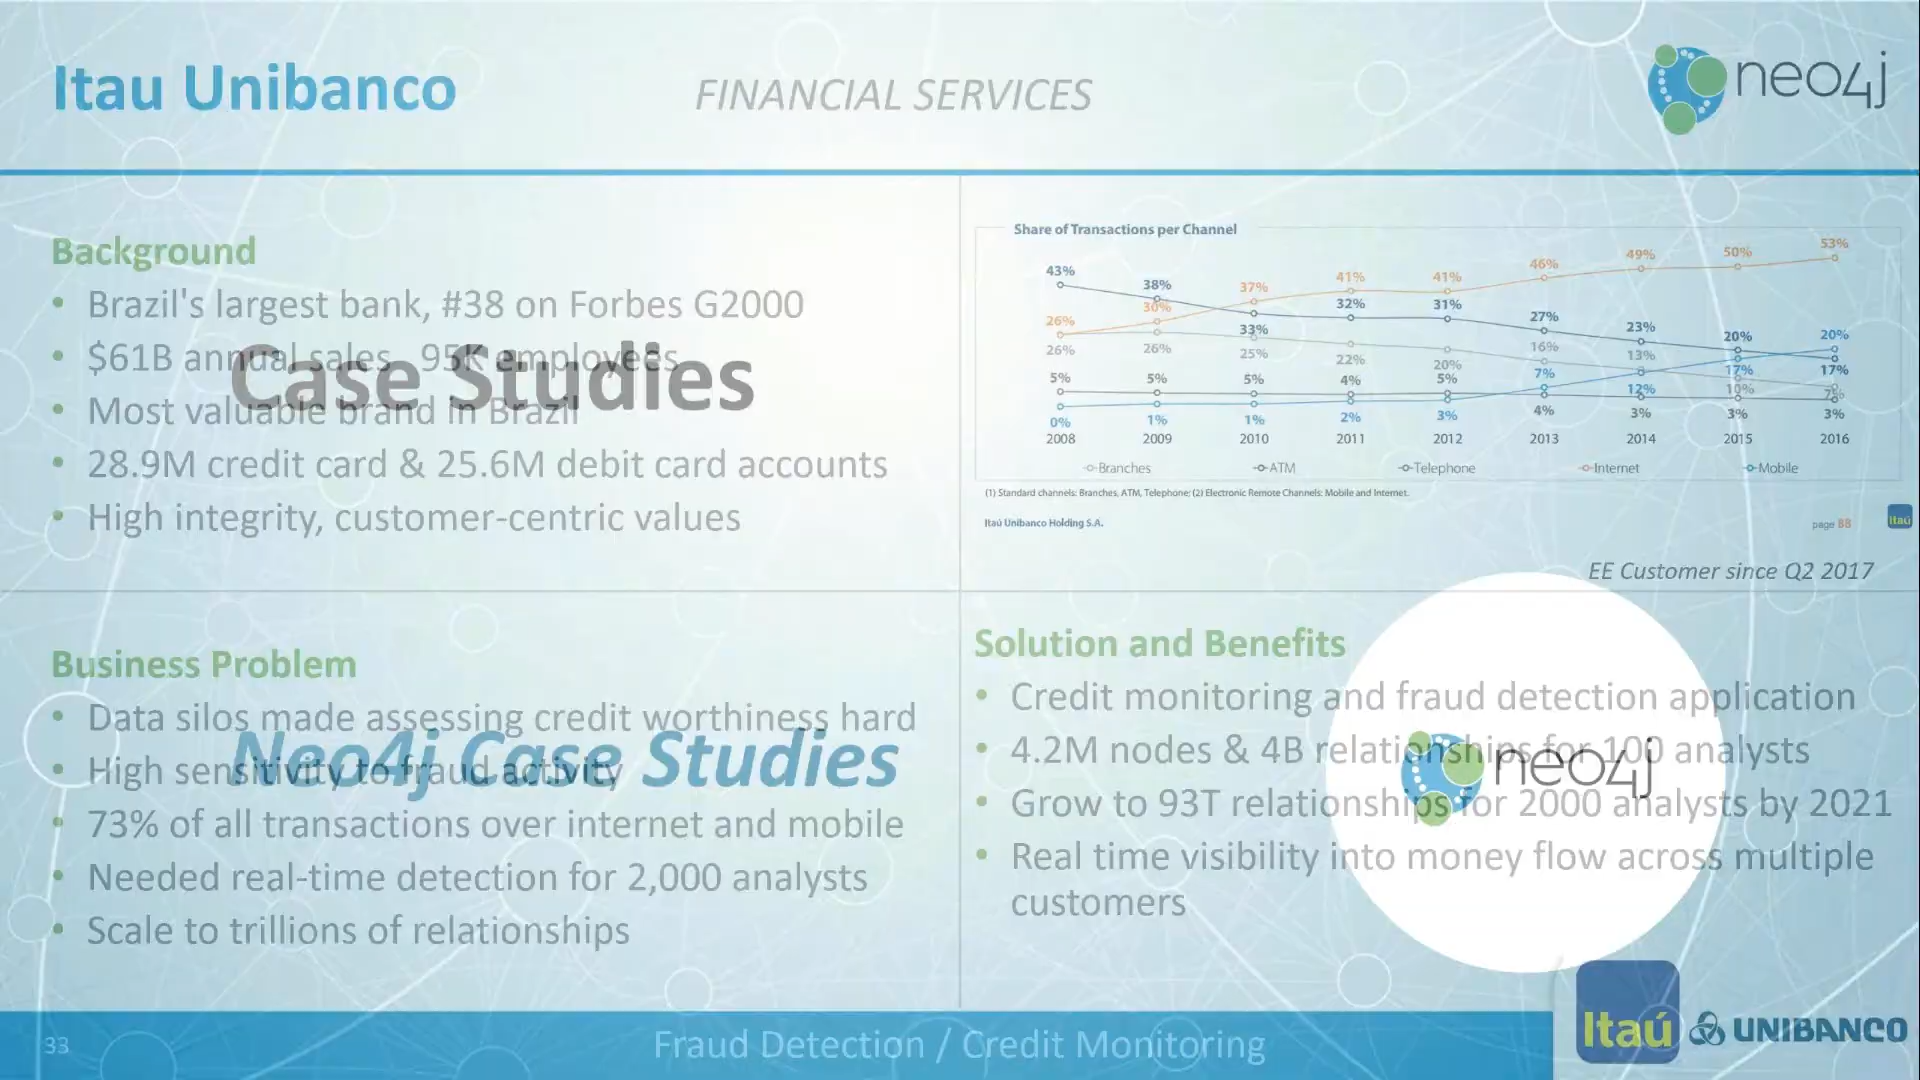 Itau Unibanco
FINANCIAL SERVICES
neo4j
Background
• Brazil's largest bank, #38 on Forbes G2000
• $61B annual sales 95K employees
• Most valuable brand in Brazil
• 28.9M credit card & 25.6M debit card accounts
• High integrity, customer-centric values
Case Studies
Share of Transactions per Channel
43% 38% 37% 41% 41% 46% 49% 50% 53%
26% 30% 33% 32% 31% 27% 23% 20% 20%
26% 26% 25% 22% 20% 16% 13% 17% 17%
5% 5% 5% 4% 5% 7% 12% 10% 7%
0% 1% 1% 2% 3% 4% 3% 3% 3%
2008 2009 2010 2011 2012 2013 2014 2015 2016
Branches ATM Telephone Internet Mobile
(1) Standard channels: Branches, ATM, Telephone; (2) Electronic Remote Channels: Mobile and Internet.
Itaú Unibanco Holding S.A.
page 88
Itaú
EE Customer since Q2 2017
Business Problem
• Data silos made assessing credit worthiness hard
• High sensitivity to fraud activity
• 73% of all transactions over internet and mobile
• Needed real-time detection for 2,000 analysts
• Scale to trillions of relationships
Neo4j Case Studies
Solution and Benefits
• Credit monitoring and fraud detection application
• 4.2M nodes & 4B relationships for 100 analysts
• Grow to 93T relationships for 2000 analysts by 2021
• Real time visibility into money flow across multiple
customers
neo4j
33
Fraud Detection / Credit Monitoring
Itaú UNIBANCO